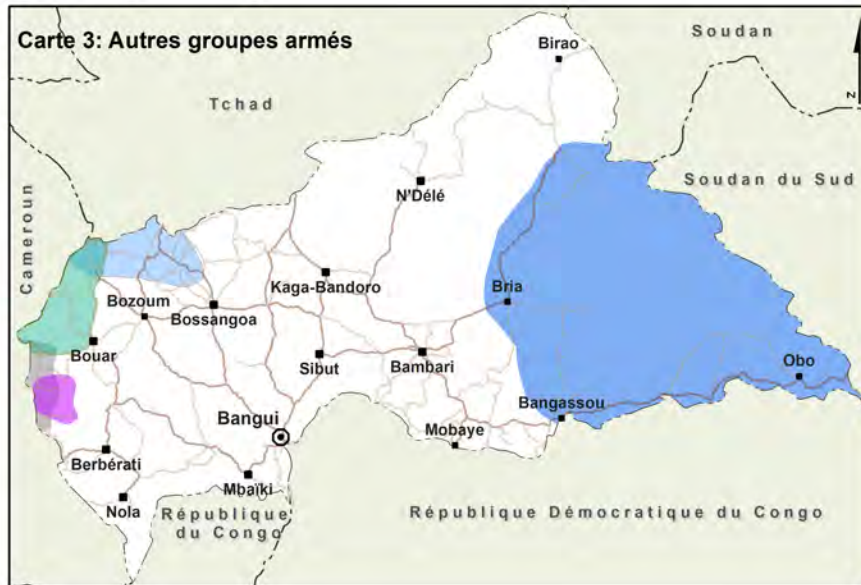 Carte 3: Autres groupes armés
Soudan
Birao
N
Tchad
N'Délé
Soudan du Sud
Cameroun
Kaga-Bandoro
Bozoum
Bossangoa
Bria
Bouar
Sibut
Bambari
Obo
Bangui
Bangassou
Mobaye
Berbérati
Mbaïki
Nola
République
du Congo
République Démocratique du Congo